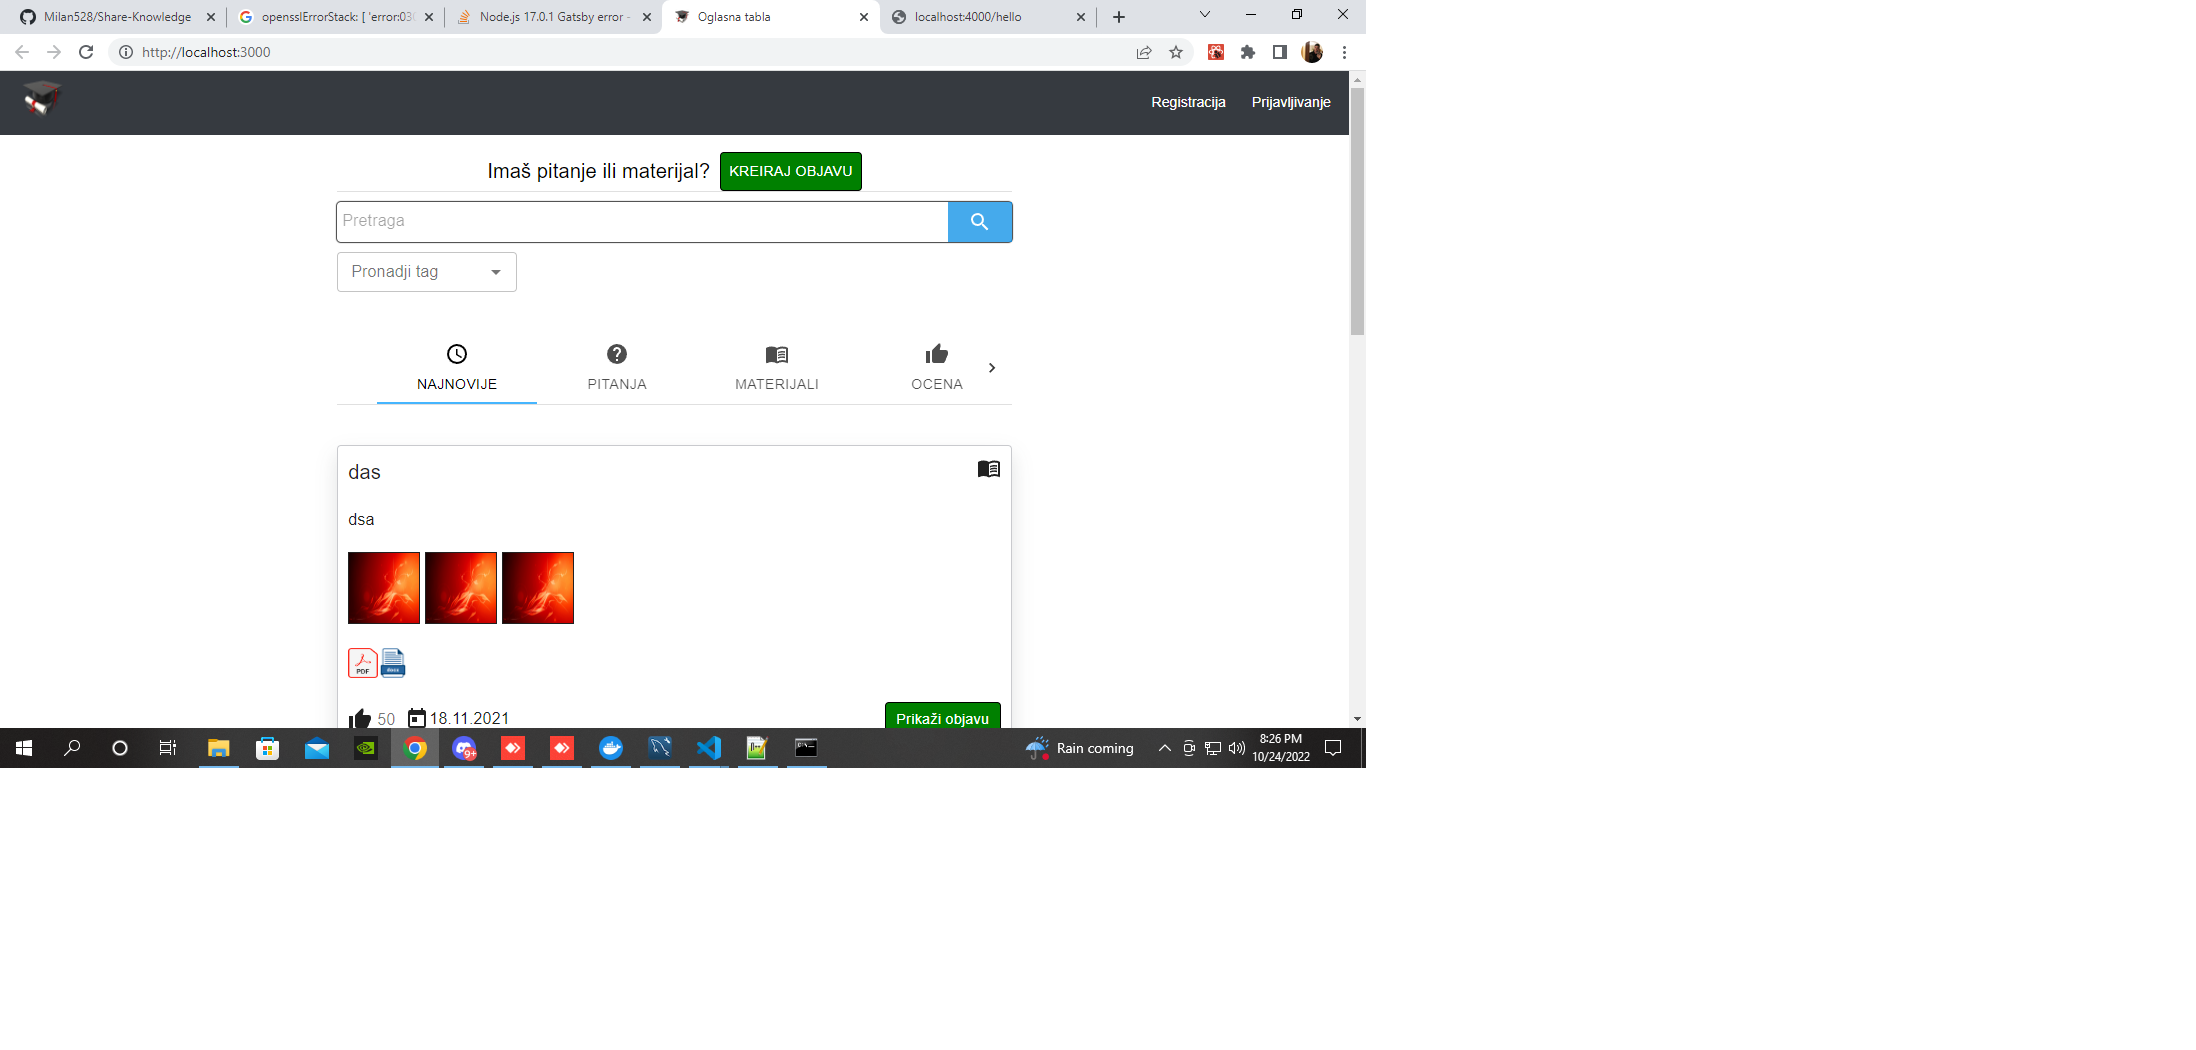 Milan528/Share-Knowledge
opensslErrorStack: [ 'error:030
Node.js 17.0.1 Gatsby error -
Oglasna tabla
localhost:4000/hello
http://localhost:3000
Registracija Prijavljivanje
Imaš pitanje ili materijal? KREIRAJ OBJAVU
Pretraga
Pronadji tag
NAJNOVIJE PITANJA MATERIJALI OCENA
das
dsa
PDF
50 18.11.2021 Prikaži objavu
9+
Rain coming
8:26 PM
10/24/2022